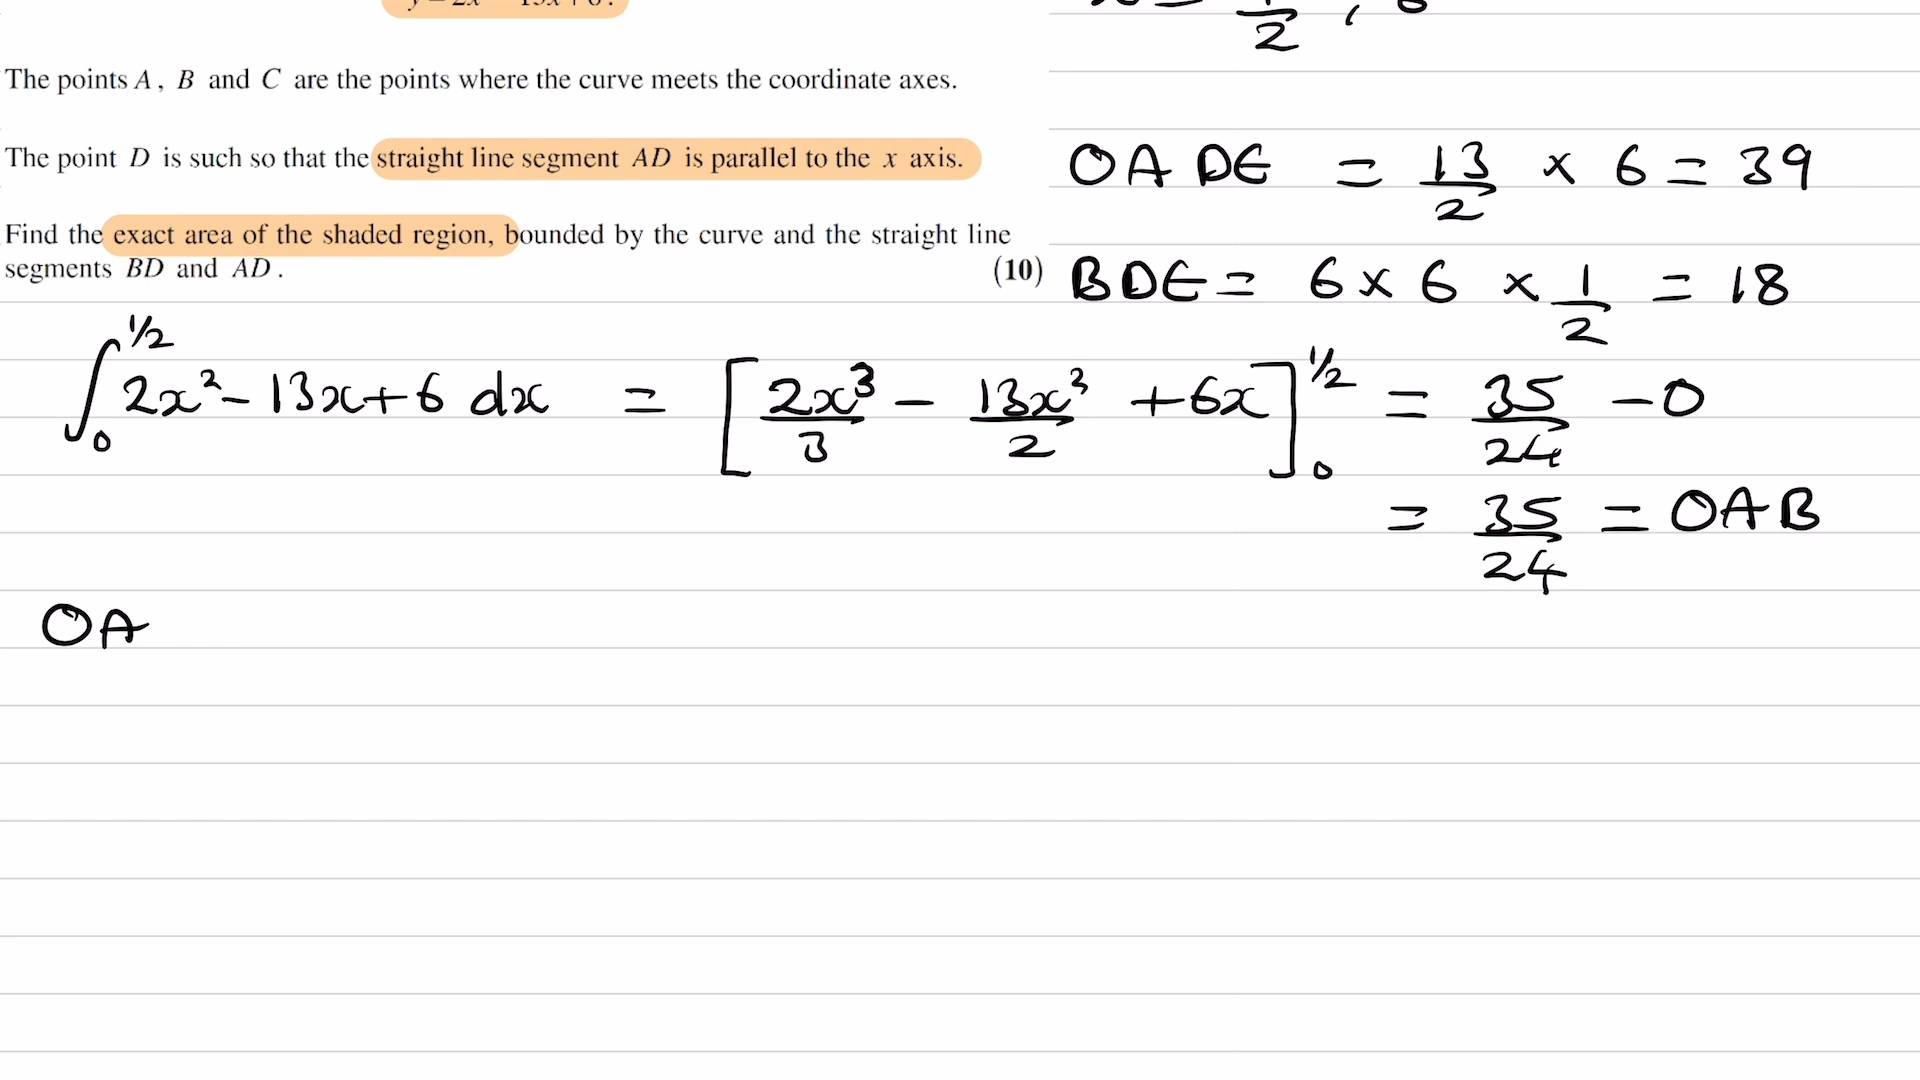 The points A, B and C are the points where the curve meets the coordinate axes.
The point D is such so that the straight line segment AD is parallel to the x axis.
Find the exact area of the shaded region, bounded by the curve and the straight line
segments BD and AD.
(10)
OADE = 13/2 × 6 = 39
BDE = 6 × 6 × 1/2 = 18
∫₀^½ 2x² - 13x + 6 dx = [2x³/3 - 13x²/2 + 6x]₀^½ = 35/24 - 0
= 35/24 = OAB
OA